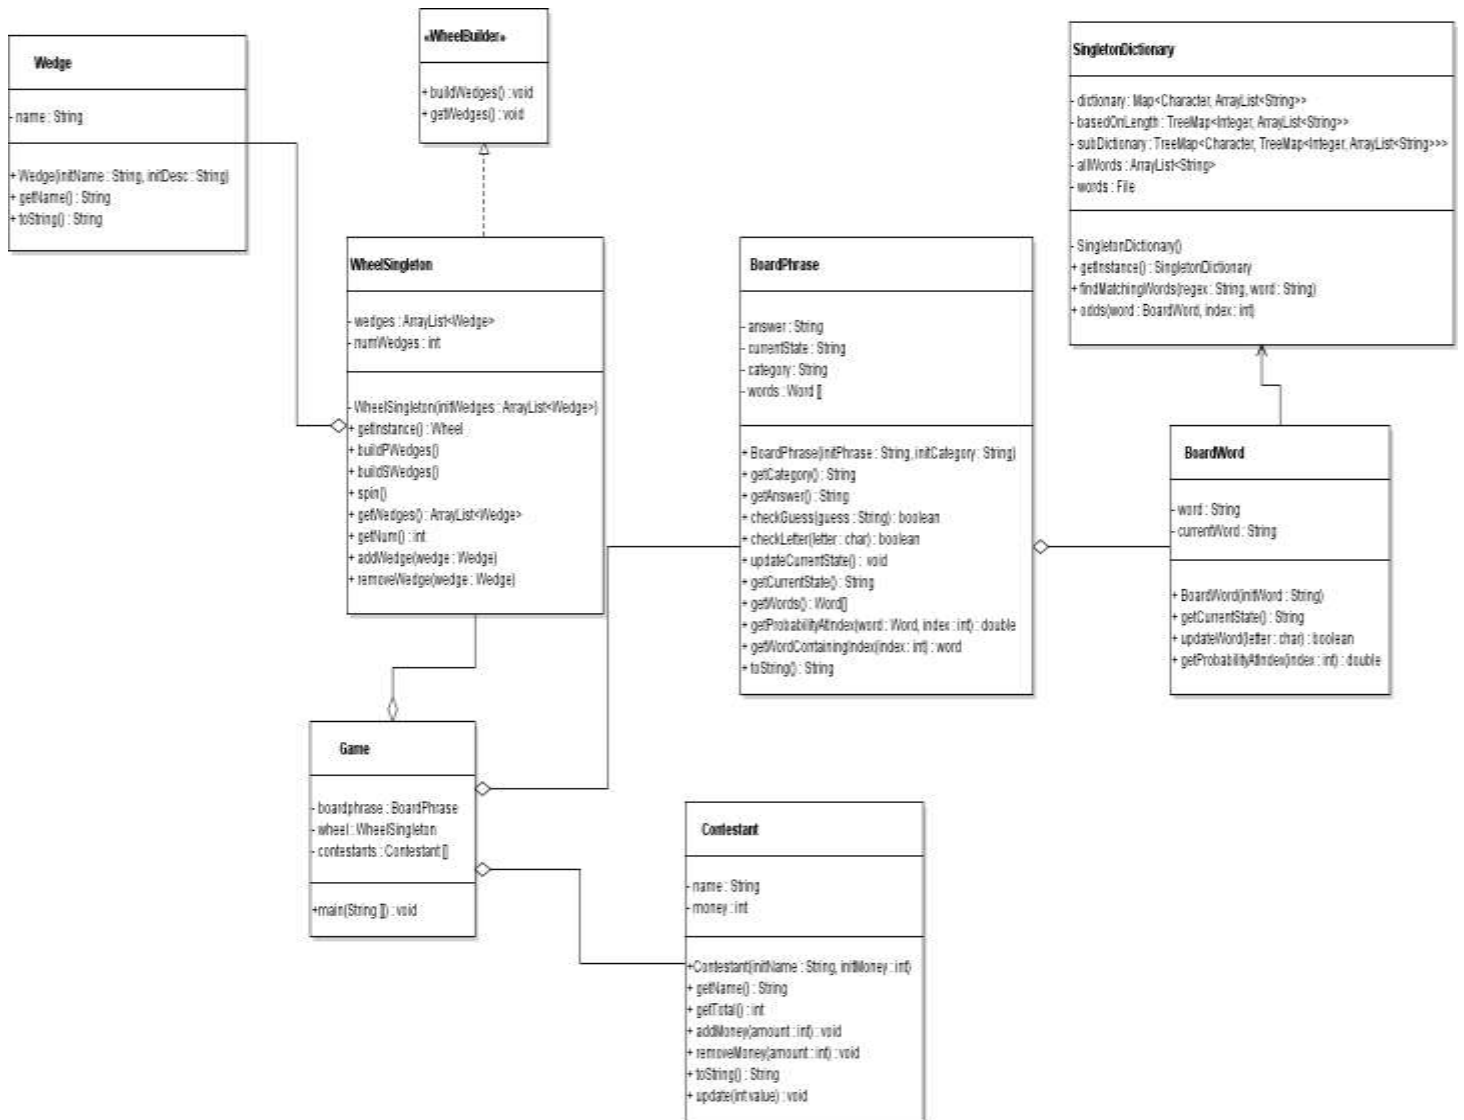 Wedge
- name : String
+ Wedge(initName : String, initDesc : String)
+ getName() : String
+ toString() : String
«WheelBuilder»
+ buildWedges() : void
+ getWedges() : void
SingletonDictionary
- dictionary : Map<Character, ArrayList<String>>
- basedOnLength : TreeMap<Integer, ArrayList<String>>
- subDictionary : TreeMap<Character, TreeMap<Integer, ArrayList<String>>>
- allWords : ArrayList<String>
- words : File
- SingletonDictionary()
+ getInstance() : SingletonDictionary
+ findMatchingWords(regex : String, word : String)
+ odds(word : BoardWord, index : int)
WheelSingleton
- wedges : ArrayList<Wedge>
- numWedges : int
- WheelSingleton(initWedges : ArrayList<Wedge>)
+ getInstance() : Wheel
+ buildPWedges()
+ buildSWedges()
+ spin()
+ getWedges() : ArrayList<Wedge>
+ getNum() : int
+ addWedge(wedge : Wedge)
+ removeWedge(wedge : Wedge)
BoardPhrase
- answer : String
- currentState : String
- category : String
- words : Word []
+ BoardPhrase(initPhrase : String, initCategory : String)
+ getCategory() : String
+ getAnswer() : String
+ checkGuess(guess : String) : boolean
+ checkLetter(letter : char) : boolean
+ updateCurrentState() : void
+ getCurrentState() : String
+ getWords() : Word[]
+ getProbabilityAtIndex(word : Word, index : int) : double
+ getWordContainingIndex(index : int) : word
+ toString() : String
BoardWord
- word : String
- currentWord : String
+ BoardWord(initWord : String)
+ getCurrentState() : String
+ updateWord(letter : char) : boolean
+ getProbabilityAtIndex(index : int) : double
Game
- boardphrase : BoardPhrase
- wheel : WheelSingleton
- contestants : Contestant []
+main(String []) : void
Contestant
- name : String
- money : int
+Contestant(initName : String, initMoney : int)
+ getName() : String
+ getTotal() : int
+ addMoney(amount : int) : void
+ removeMoney(amount : int) : void
+ toString() : String
+ update(int value) : void